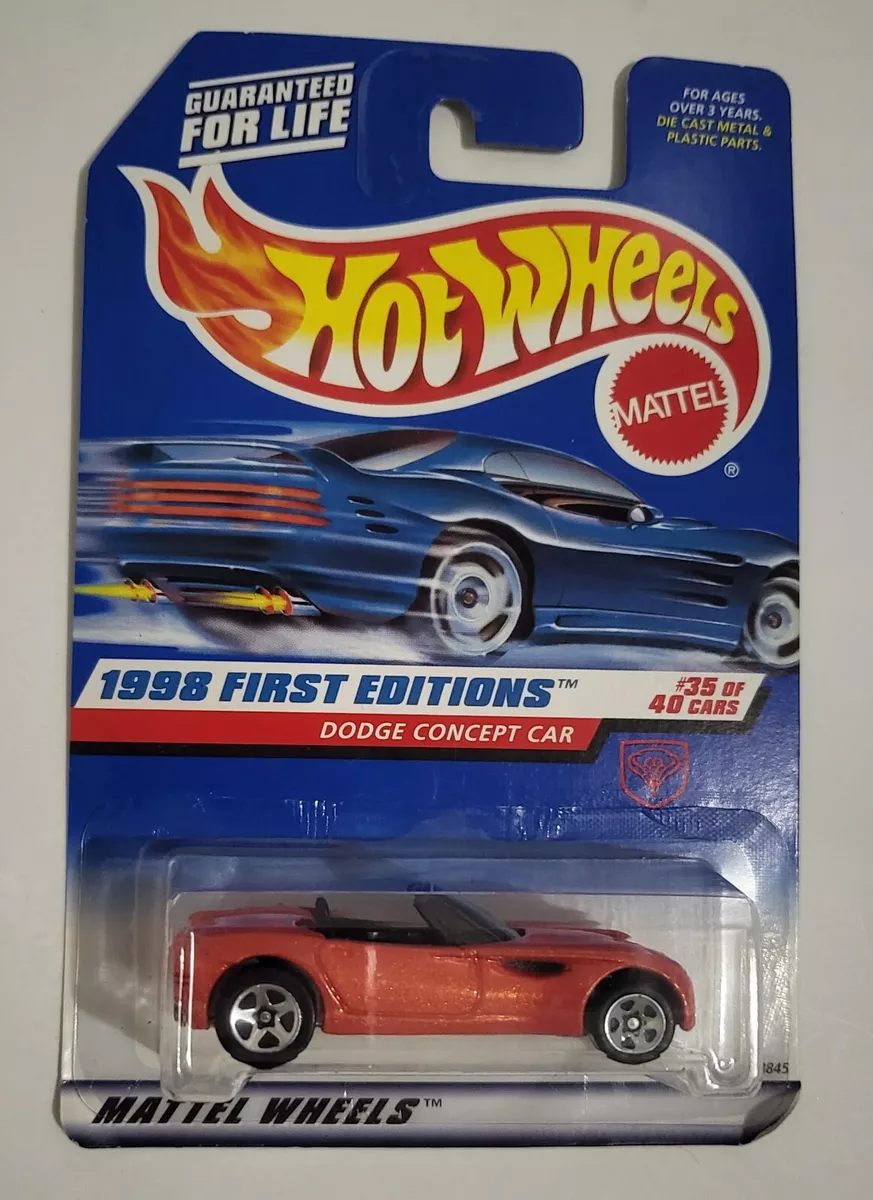 GUARANTEED
FOR LIFE
FOR AGES
OVER 3 YEARS.
DIE CAST METAL &
PLASTIC PARTS.
HOT WHEELS
MATTEL
®
1998 FIRST EDITIONS™
#35 OF
40 CARS
DODGE CONCEPT CAR
MATTEL WHEELS™